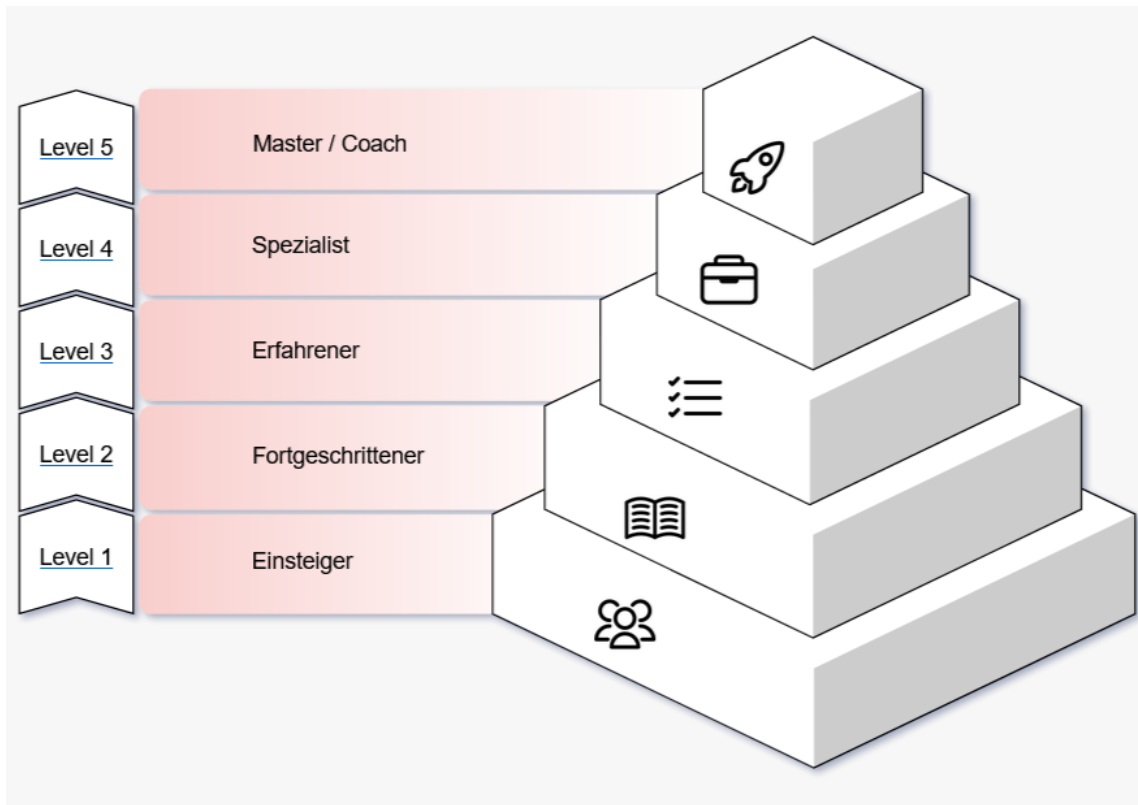 Level 5
Master / Coach
Level 4
Spezialist
Level 3
Erfahrener
Level 2
Fortgeschrittener
Level 1
Einsteiger